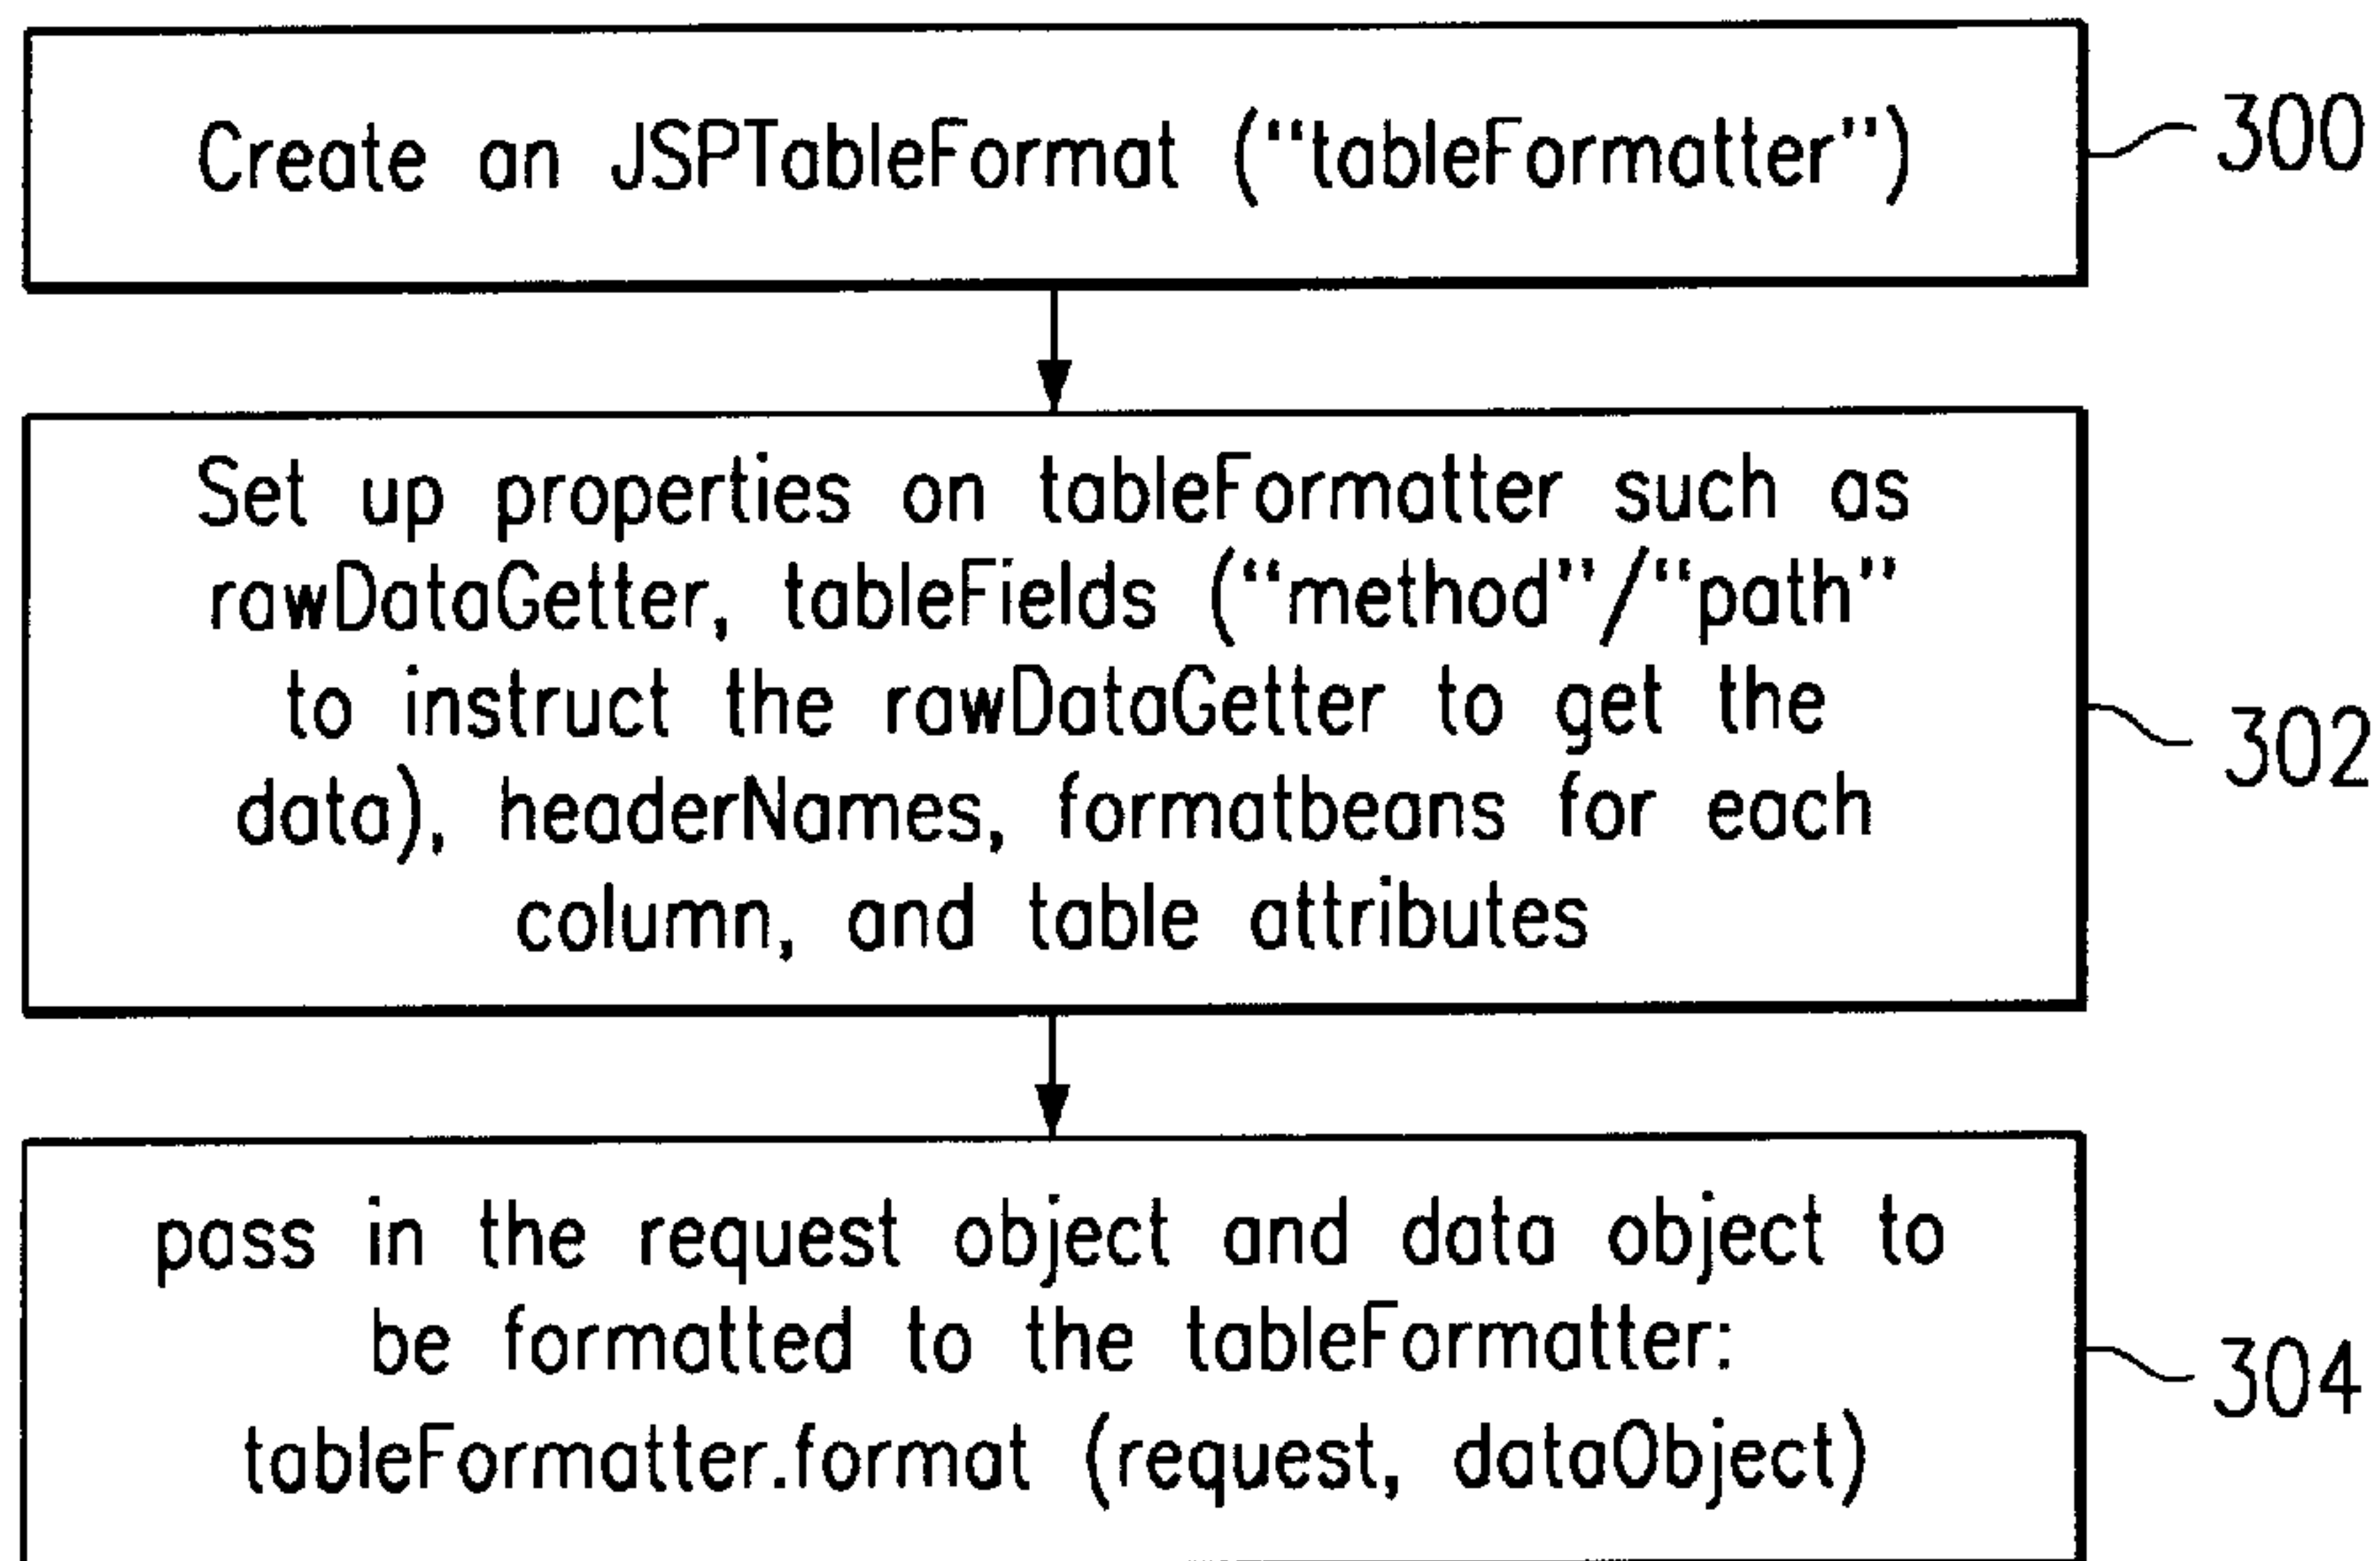 Create an JSPTableFormat (“tableFormatter”)
300
Set up properties on tableFormatter such as
rawDataGetter, tableFields (“method”/“path”
to instruct the rawDataGetter to get the
data), headerNames, formatbeans for each
column, and table attributes
302
pass in the request object and data object to
be formatted to the tableFormatter:
tableFormatter.format (request, dataObject)
304